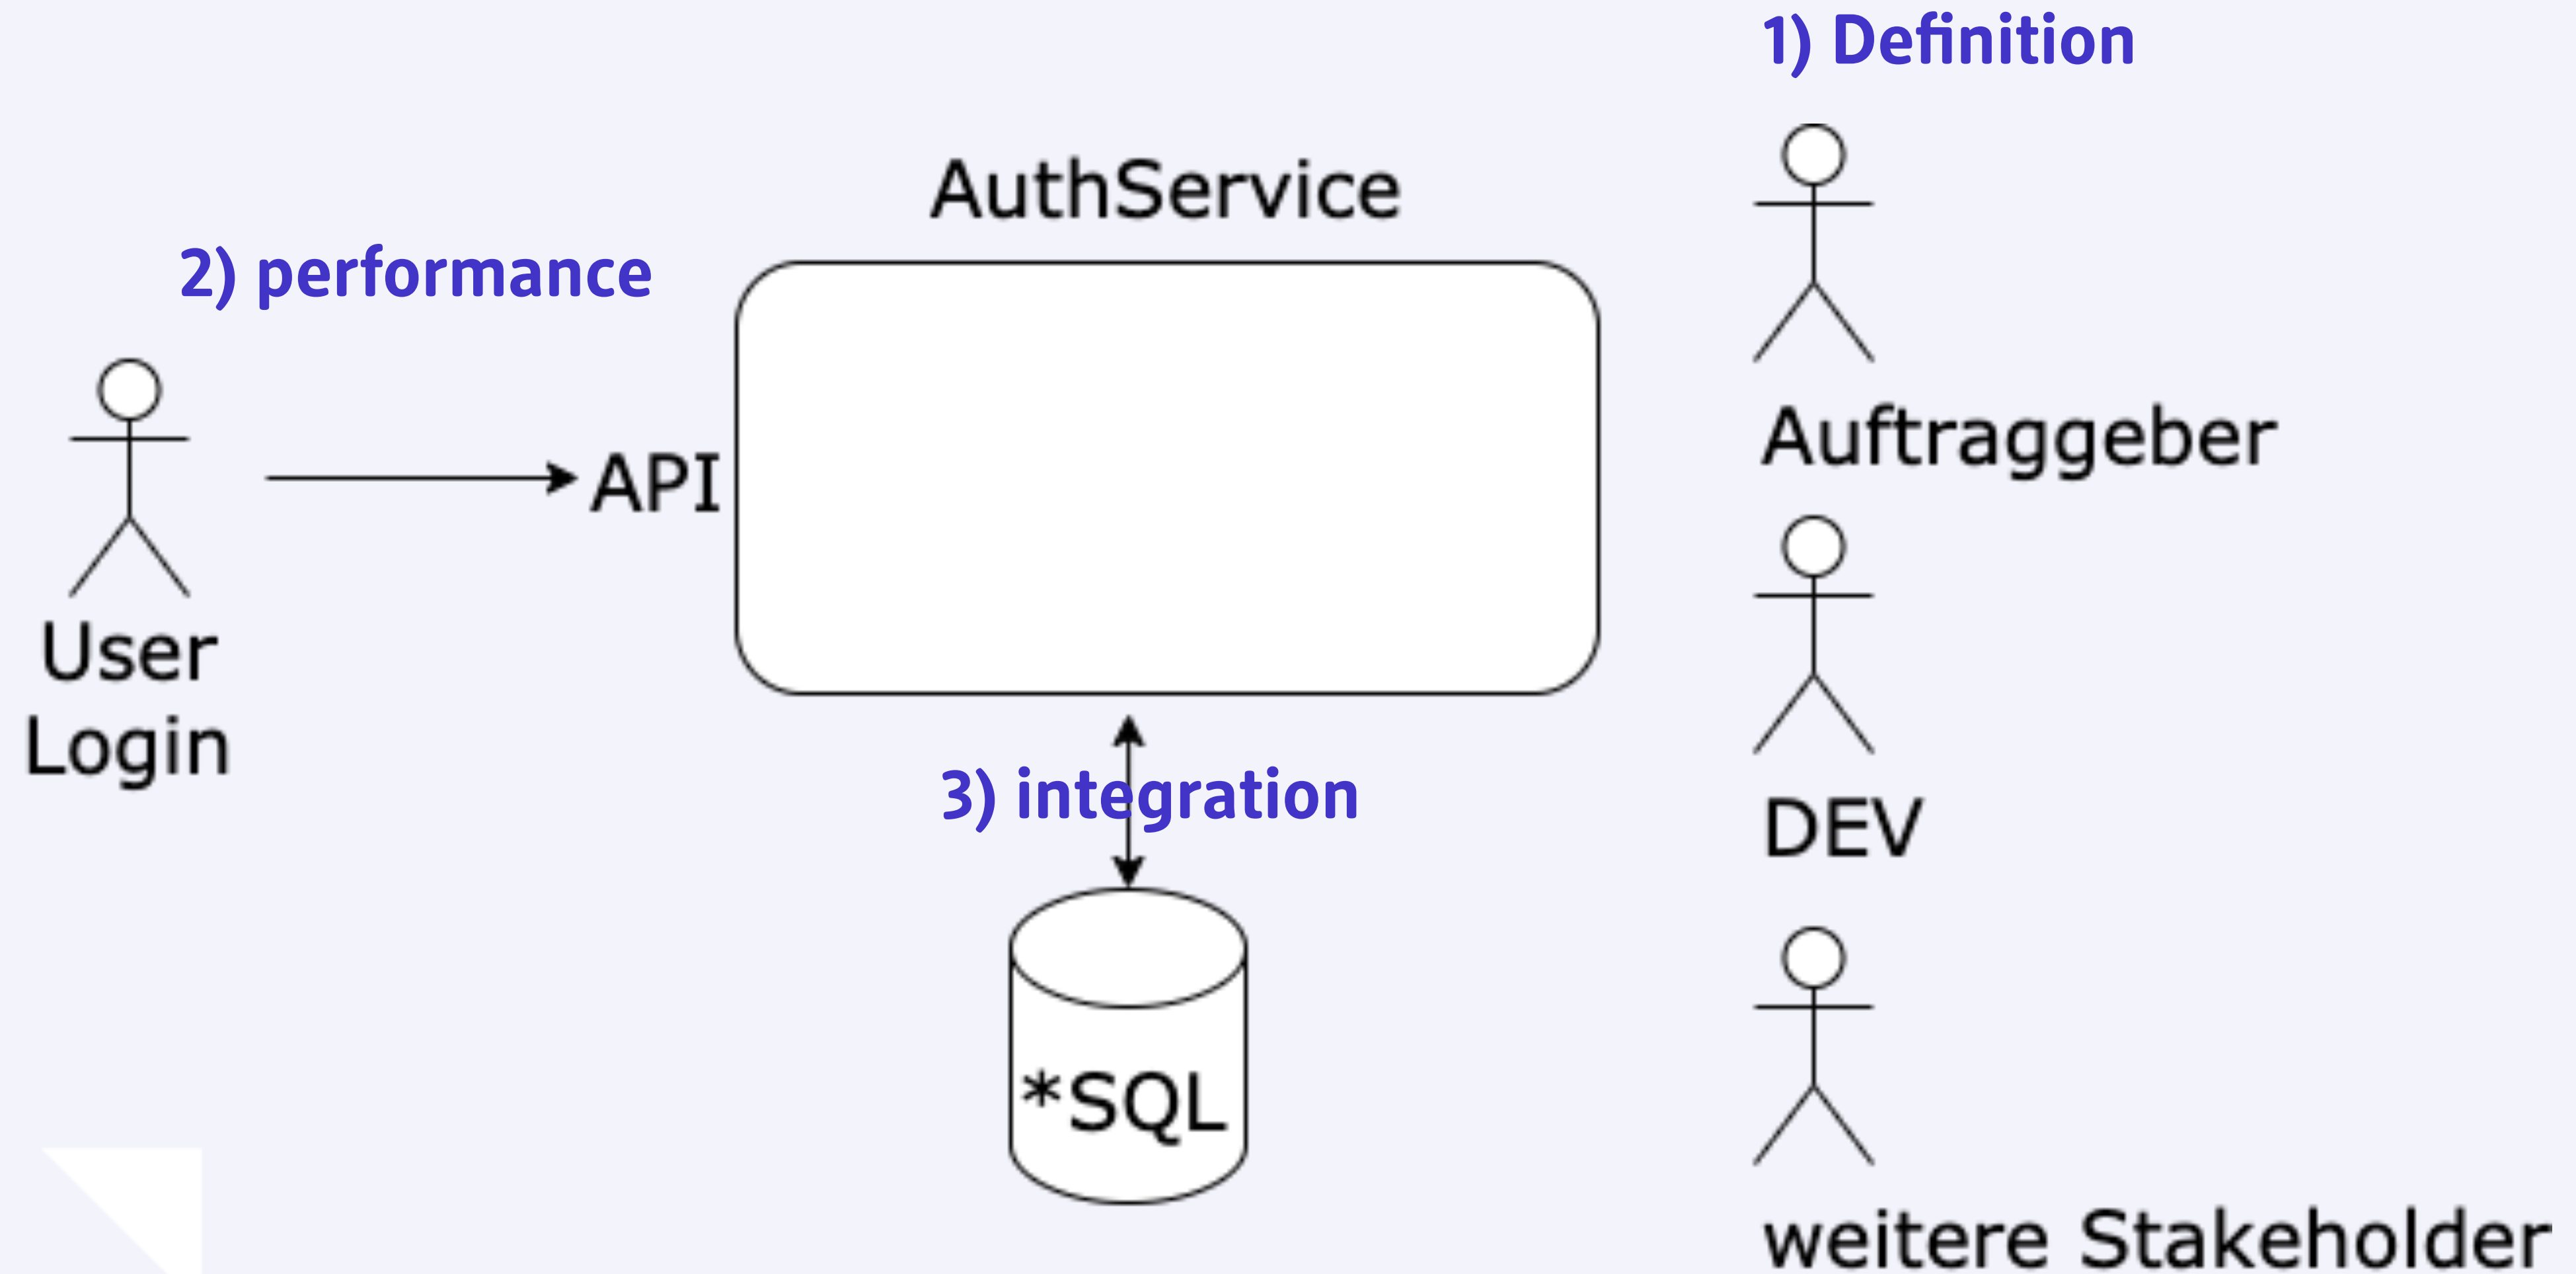 1) Definition
AuthService
2) performance
API
User
Login
Auftraggeber
3) integration
DEV
*SQL
weitere Stakeholder